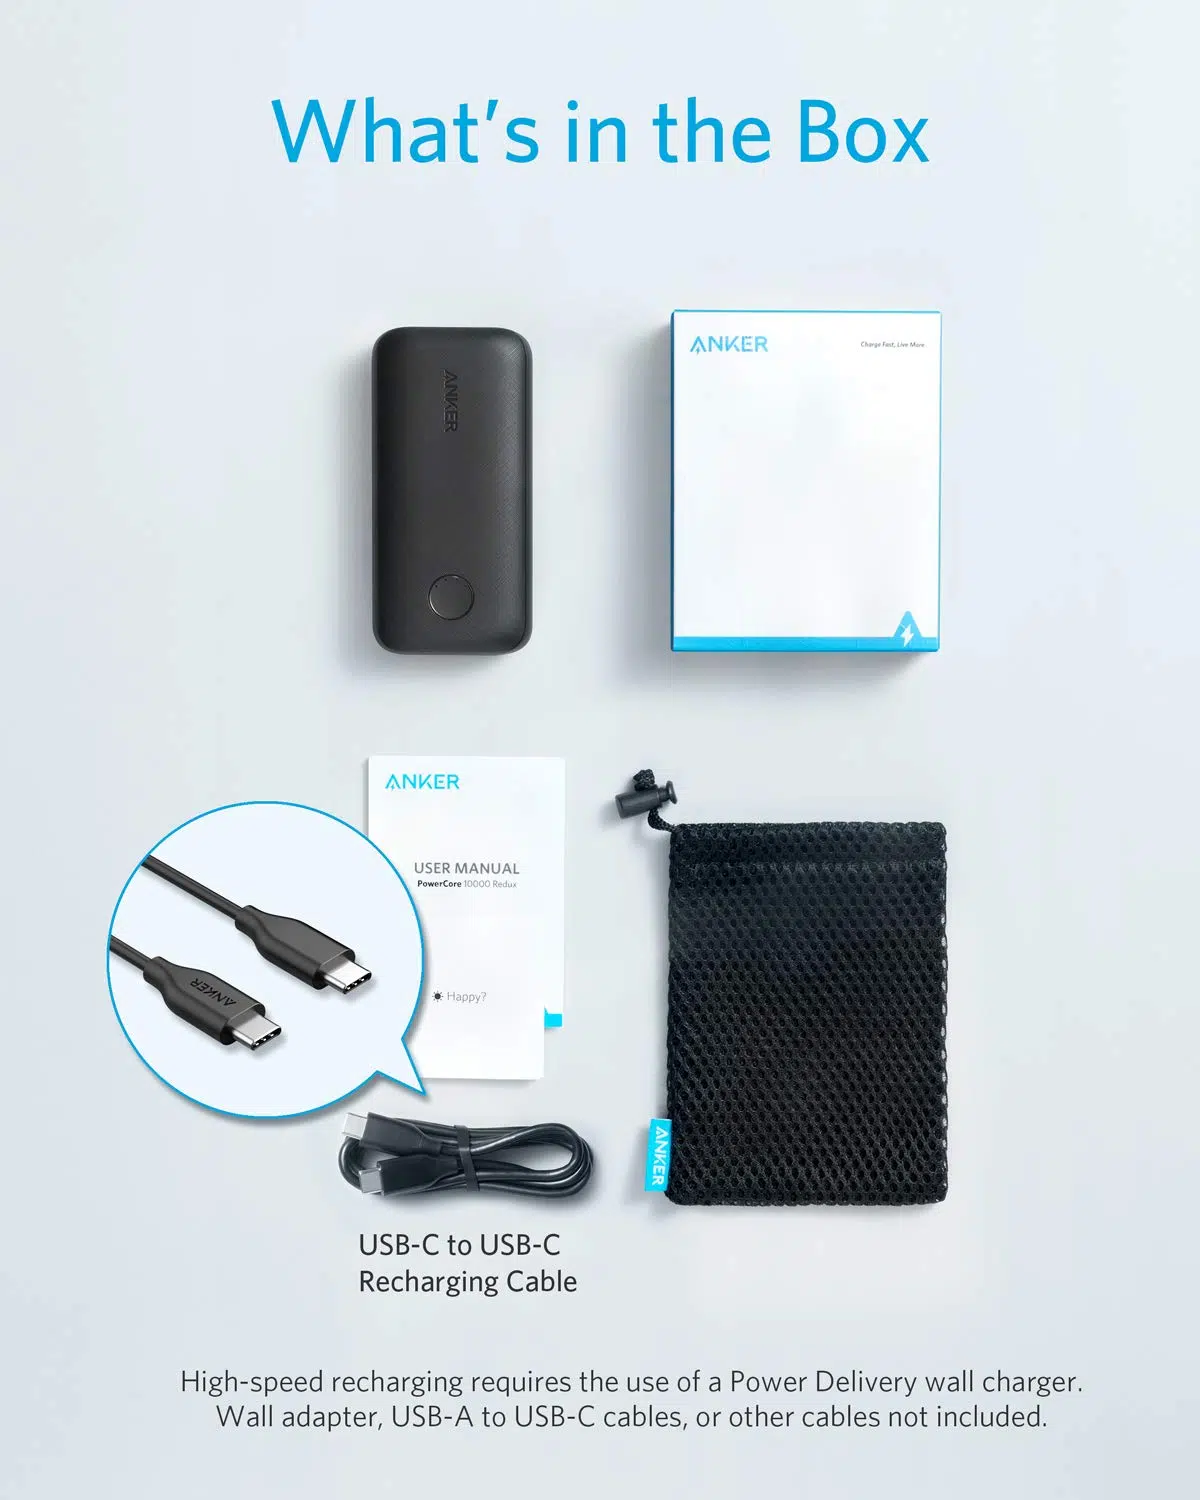 What's in the Box
ANKER
ANKER
Charge Fast, Live More
ANKER
USER MANUAL
PowerCore 10000 Redux
Happy?
ANKER
ANKER
USB-C to USB-C
Recharging Cable
High-speed recharging requires the use of a Power Delivery wall charger.
Wall adapter, USB-A to USB-C cables, or other cables not included.